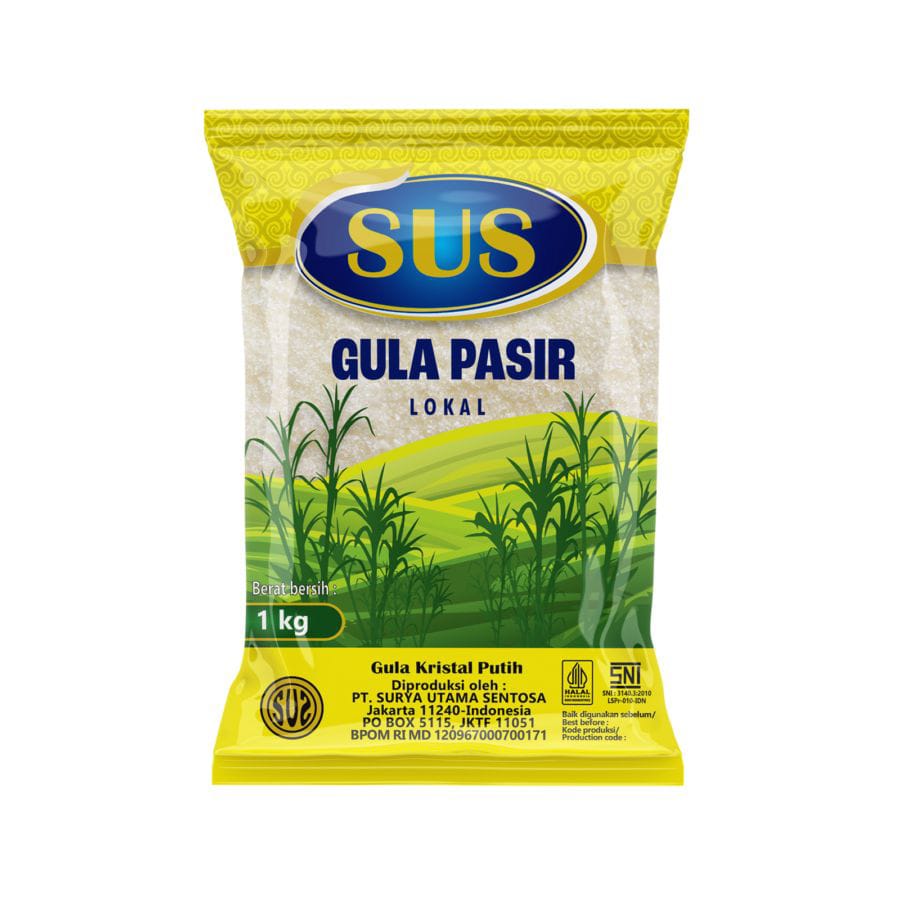 SUS
GULA PASIR
LOKAL
Berat bersih :
1 kg
Gula Kristal Putih
Diproduksi oleh :
PT. SURYA UTAMA SENTOSA
Jakarta 11240-Indonesia
PO BOX 5115, JKTF 11051
BPOM RI MD 120967000700171
SUS
HALAL
INDONESIA
SNI
SNI : 3140.3:2010
LSPr-010-IDN
Baik digunakan sebelum/
Best before :
Kode produksi/
Production code :